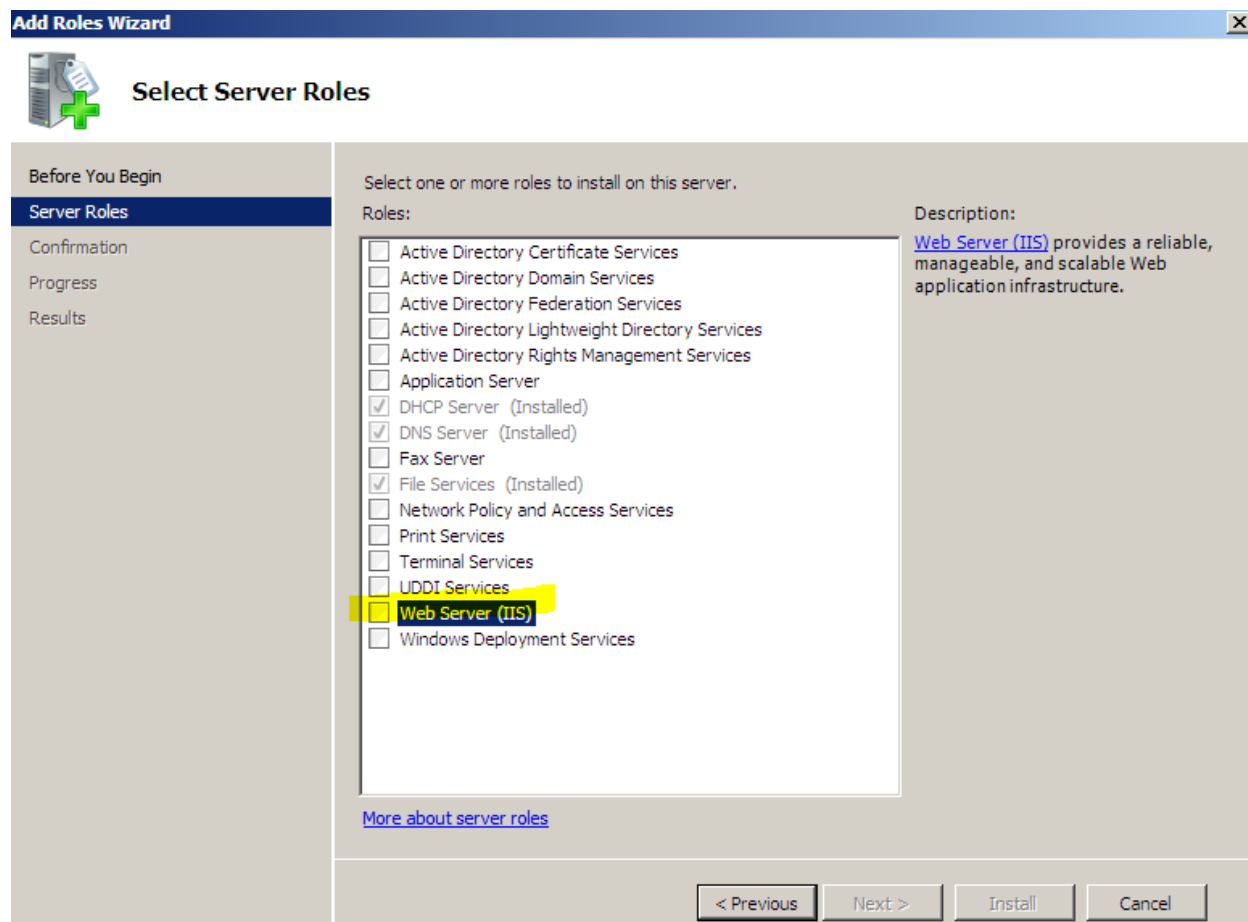 Add Roles Wizard
Select Server Roles
Before You Begin
Server Roles
Confirmation
Progress
Results
Select one or more roles to install on this server.
Roles:
Active Directory Certificate Services
Active Directory Domain Services
Active Directory Federation Services
Active Directory Lightweight Directory Services
Active Directory Rights Management Services
Application Server
DHCP Server (Installed)
DNS Server (Installed)
Fax Server
File Services (Installed)
Network Policy and Access Services
Print Services
Terminal Services
UDDI Services
Web Server (IIS)
Windows Deployment Services
More about server roles
Description:
Web Server (IIS) provides a reliable,
manageable, and scalable Web
application infrastructure.
< Previous
Next >
Install
Cancel